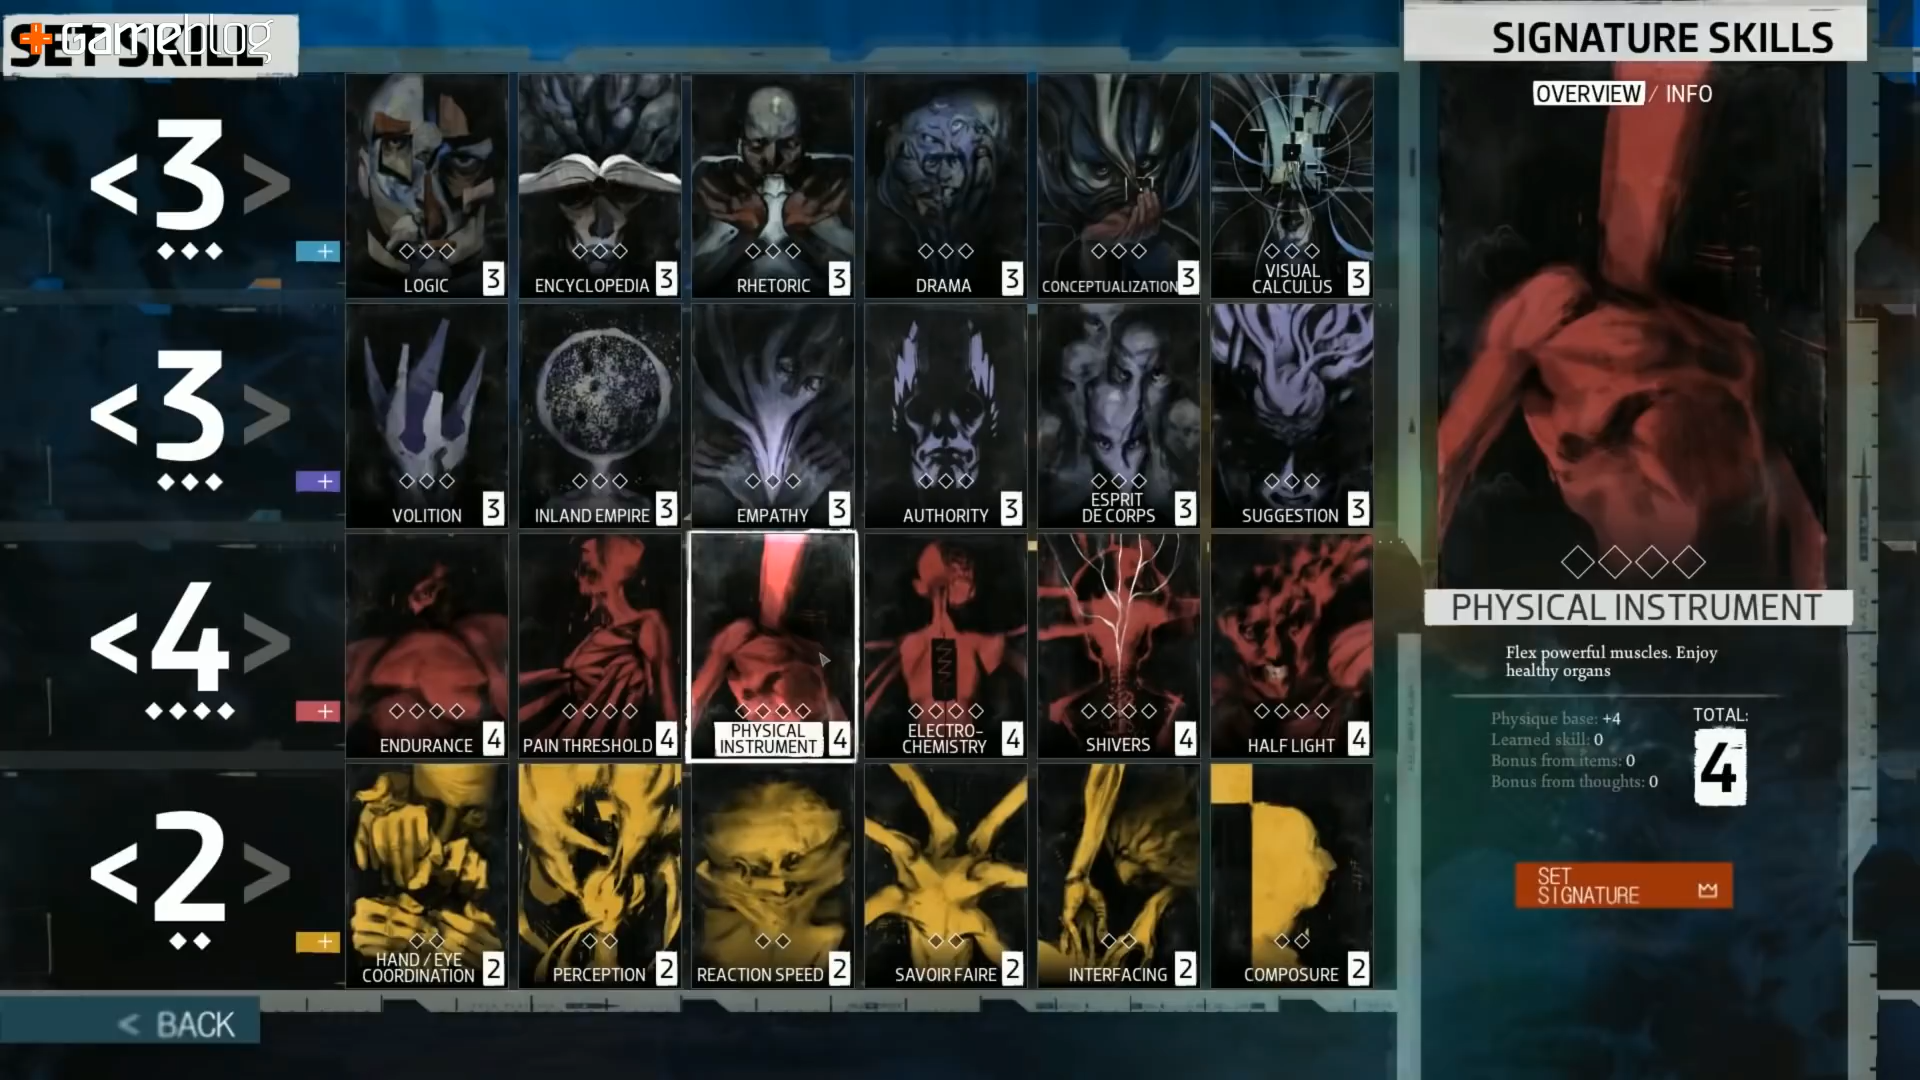 SET SKILL
gameblog
SIGNATURE SKILLS
OVERVIEW / INFO
<3>
LOGIC 3
ENCYCLOPEDIA 3
RHETORIC 3
DRAMA 3
CONCEPTUALIZATION 3
VISUAL
CALCULUS 3
<3>
VOLITION 3
INLAND EMPIRE 3
EMPATHY 3
AUTHORITY 3
ESPRIT
DE CORPS 3
SUGGESTION 3
<4>
ENDURANCE 4
PAIN THRESHOLD 4
PHYSICAL
INSTRUMENT 4
ELECTRO-
CHEMISTRY 4
SHIVERS 4
HALF LIGHT 4
<2>
HAND / EYE
COORDINATION 2
PERCEPTION 2
REACTION SPEED 2
SAVOIR FAIRE 2
INTERFACING 2
COMPOSURE 2
PHYSICAL INSTRUMENT
Flex powerful muscles. Enjoy
healthy organs
Physique base: +4
Learned skill: 0
Bonus from items: 0
Bonus from thoughts: 0
TOTAL:
4
SET
SIGNATURE
< BACK